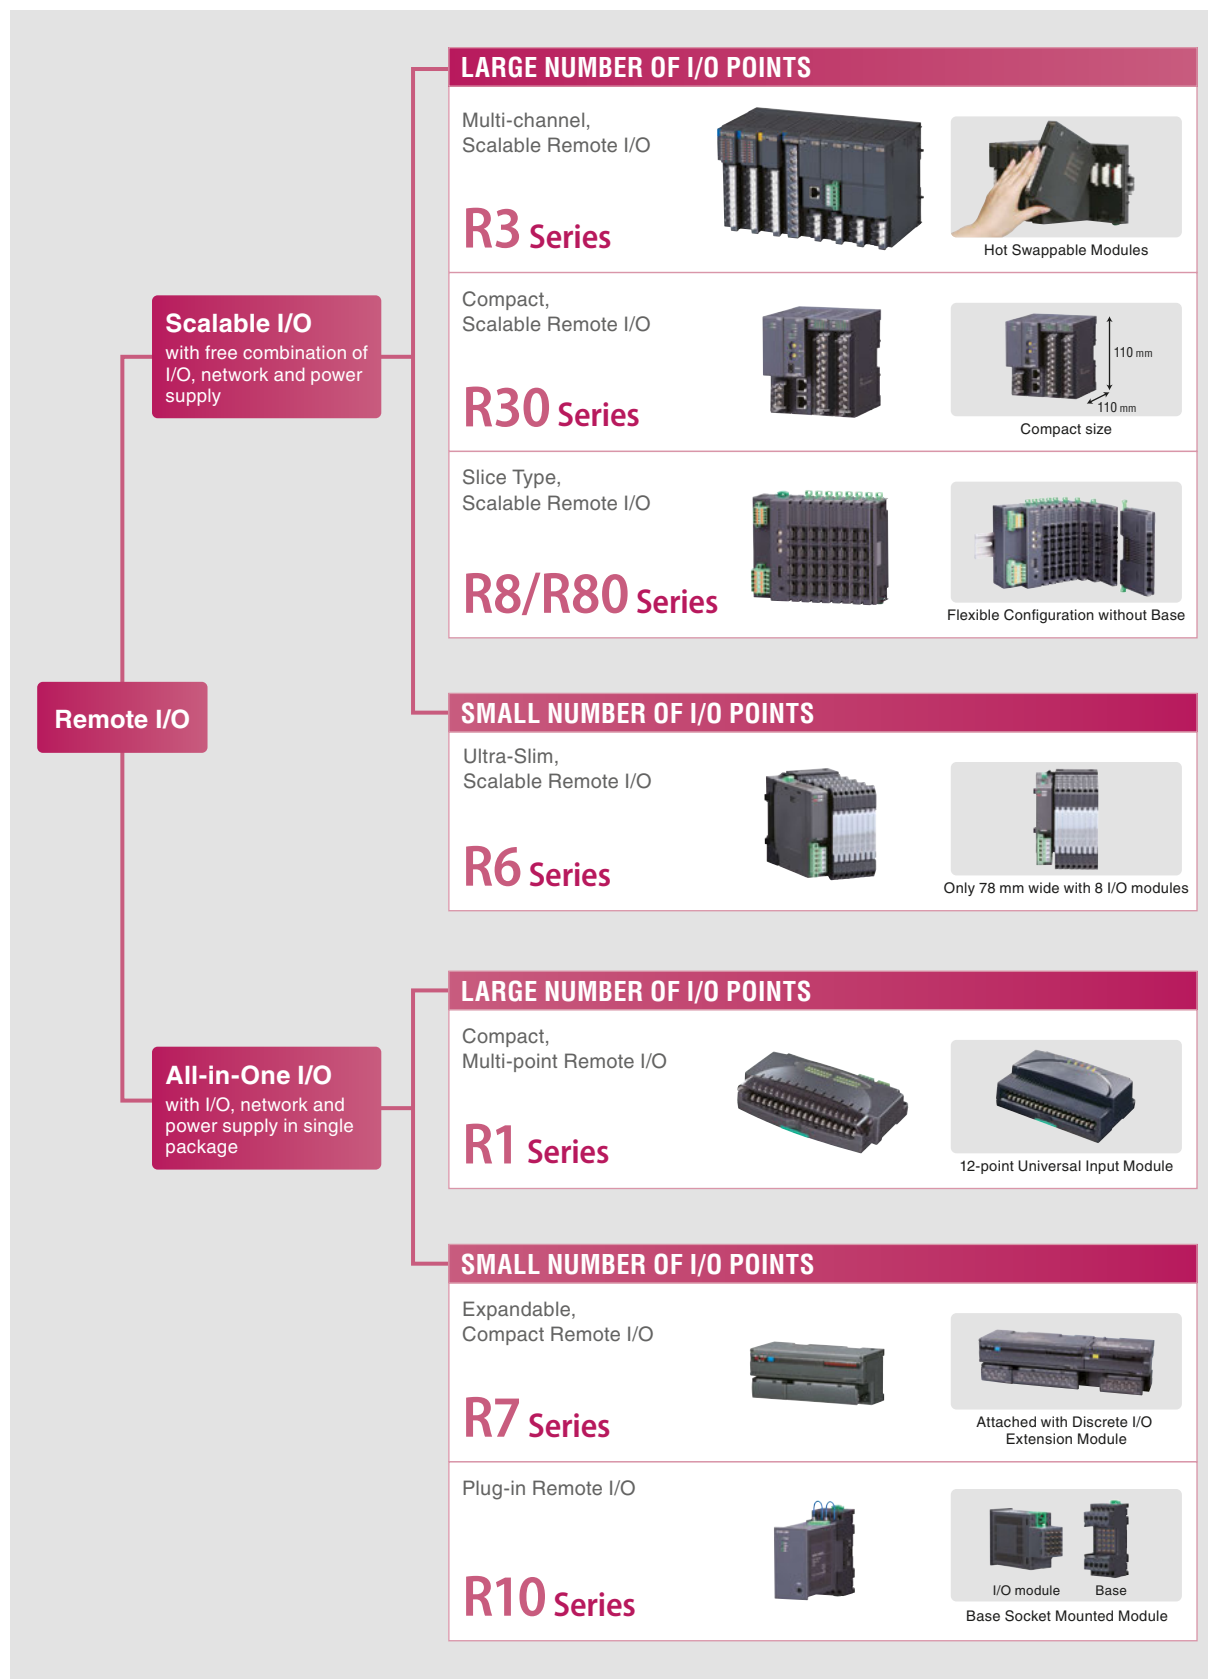 LARGE NUMBER OF I/O POINTS
Multi-channel,
Scalable Remote I/O
R3 Series
Hot Swappable Modules
Compact,
Scalable Remote I/O
R30 Series
110 mm
110 mm
Compact size
Slice Type,
Scalable Remote I/O
R8/R80 Series
Flexible Configuration without Base
Scalable I/O
with free combination of
I/O, network and power
supply
Remote I/O
SMALL NUMBER OF I/O POINTS
Ultra-Slim,
Scalable Remote I/O
R6 Series
Only 78 mm wide with 8 I/O modules
LARGE NUMBER OF I/O POINTS
Compact,
Multi-point Remote I/O
R1 Series
12-point Universal Input Module
All-in-One I/O
with I/O, network and
power supply in single
package
SMALL NUMBER OF I/O POINTS
Expandable,
Compact Remote I/O
R7 Series
Attached with Discrete I/O
Extension Module
Plug-in Remote I/O
R10 Series
I/O module
Base
Base Socket Mounted Module